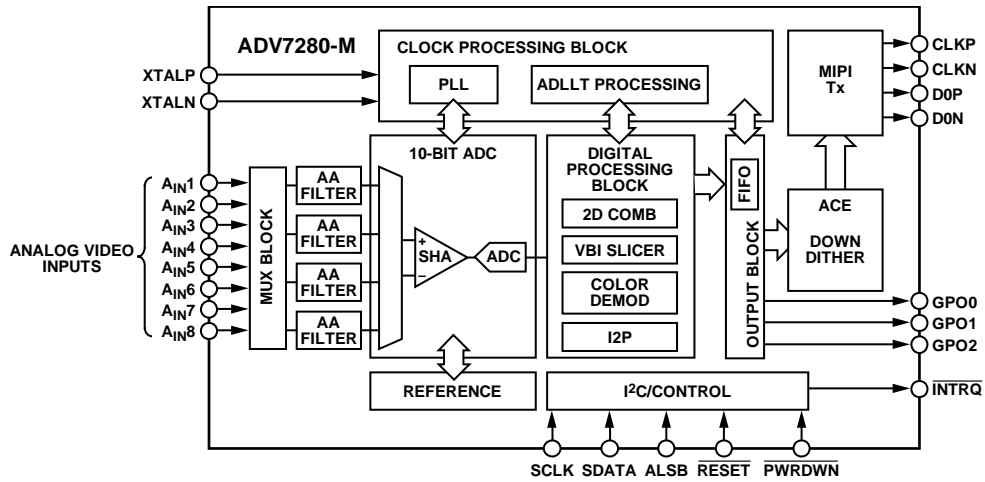 ADV7280-M
CLOCK PROCESSING BLOCK
PLL
ADLLT PROCESSING
XTALP
XTALN
MIPI
Tx
CLKP
CLKN
D0P
D0N
10-BIT ADC
DIGITAL
PROCESSING
BLOCK
2D COMB
VBI SLICER
COLOR
DEMOD
I2P
FIFO
OUTPUT BLOCK
ACE
DOWN
DITHER
ANALOG VIDEO
INPUTS
AIN1
AIN2
AIN3
AIN4
AIN5
AIN6
AIN7
AIN8
MUX BLOCK
AA
FILTER
AA
FILTER
AA
FILTER
AA
FILTER
+
SHA
–
ADC
GPO0
GPO1
GPO2
REFERENCE
I2C/CONTROL
INTRQ
SCLK SDATA ALSB RESET PWRDWN